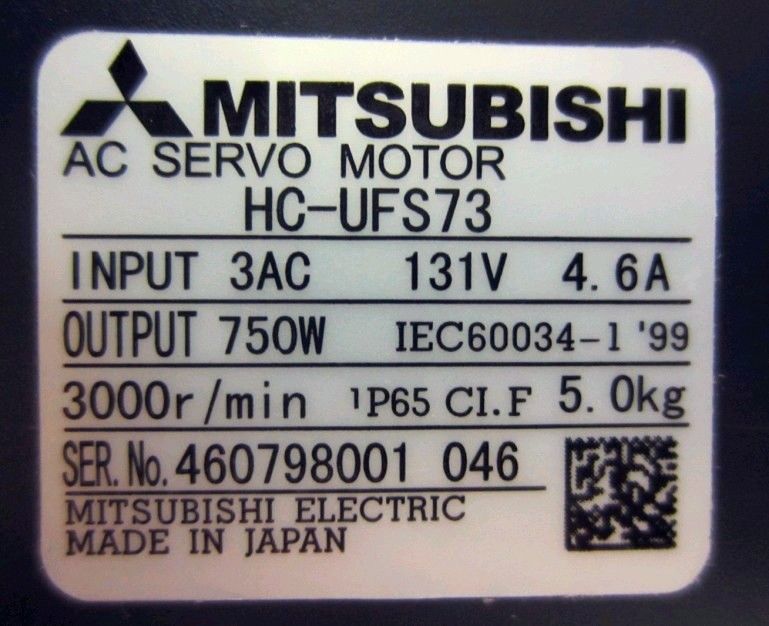 MITSUBISHI
AC SERVO MOTOR
HC-UFS73
INPUT 3AC 131V 4.6A
OUTPUT 750W IEC60034-1 '99
3000r/min IP65 CI.F 5.0kg
SER.No.460798001 046
MITSUBISHI ELECTRIC
MADE IN JAPAN